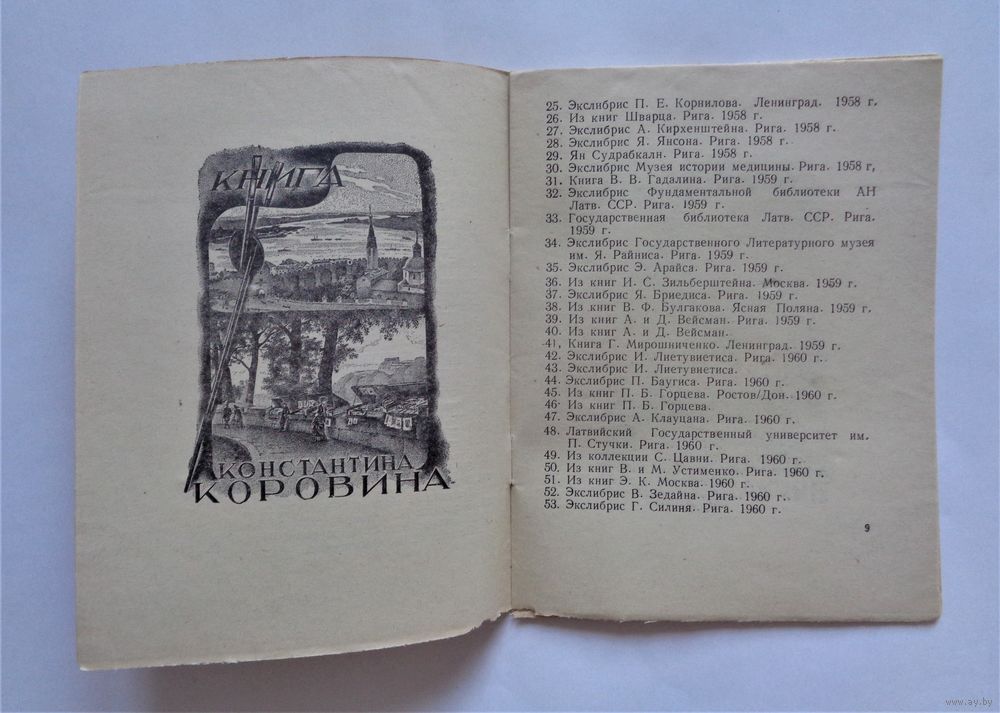 КНИГА
КОНСТАНТИНА
КОРОВИНА
25. Экслибрис П. Е. Корнилова. Ленинград. 1958 г.
26. Из книг Шварца. Рига. 1958 г.
27. Экслибрис А. Кирхенштейна. Рига. 1958 г.
28. Экслибрис Я. Янсона. Рига. 1958 г.
29. Ян Судрабкалн. Рига. 1958 г.
30. Экслибрис Музея истории медицины. Рига. 1958 г,
31. Книга В. В. Гадалина. Рига. 1959 г.
32. Экслибрис Фундаментальной библиотеки АН
Латв. ССР. Рига. 1959 г.
33. Государственная библиотека Латв. ССР. Рига.
1959 г.
34. Экслибрис Государственного Литературного музея
им. Я. Райниса. Рига. 1959 г.
35. Экслибрис Э. Арайса. Рига. 1959 г.
36. Из книг И. С. Зильберштейна. Москва. 1959 г.
37. Экслибрис Я. Бриедиса. Рига. 1959 г.
38. Из книг В. Ф. Булгакова. Ясная Поляна. 1959 г.
39. Из книг А. и Д. Вейсман. Рига. 1959 г.
40. Из книг А. и Д. Вейсман.
41, Книга Г. Мирошниченко. Ленинград. 1959 г.
42. Экслибрис И. Лиетувиетиса. Рига. 1960 г.
43. Экслибрис И. Лиетувиетиса.
44. Экслибрис П. Баугиса. Рига. 1960 г.
45. Из книг П. Б. Горцева. Ростов/Дон. 1960 г.
46. Из книг П. Б. Горцева.
47. Экслибрис А. Клауцана. Рига. 1960 г.
48. Латвийский Государственный университет им.
П. Стучки. Рига. 1960 г.
49. Из коллекции С. Цавни. Рига. 1960 г.
50. Из книг В. и М. Устименко. Рига. 1960 г.
51. Из книг Э. К. Москва. 1960 г.
52. Экслибрис В. Зедайна. Рига. 1960 г.
53. Экслибрис Г. Силиня. Рига. 1960 г.
9
www.ay.by